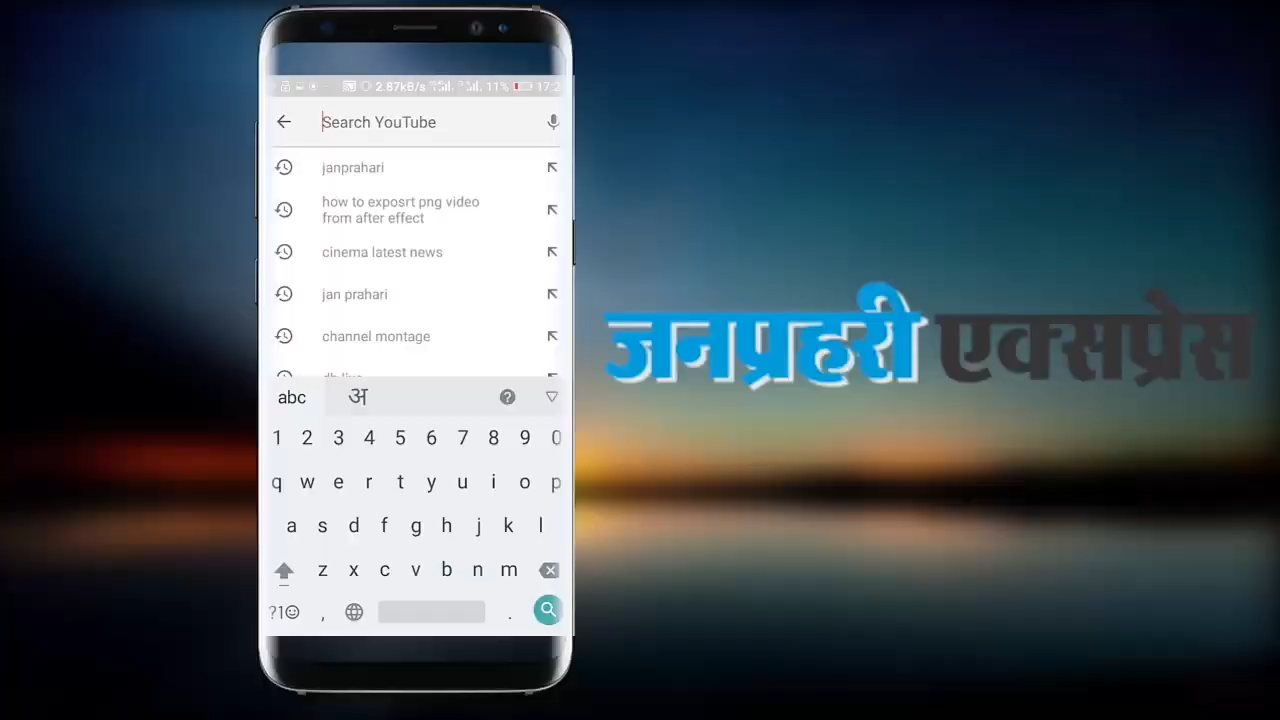 2.87kB/s 11% 17:2
Search YouTube
janprahari
how to exposrt png video
from after effect
cinema latest news
jan prahari
channel montage
जनप्रहरी एक्सप्रेस
abc अ
1 2 3 4 5 6 7 8 9 0
q w e r t y u i o p
a s d f g h j k l
z x c v b n m
?1☺ , .